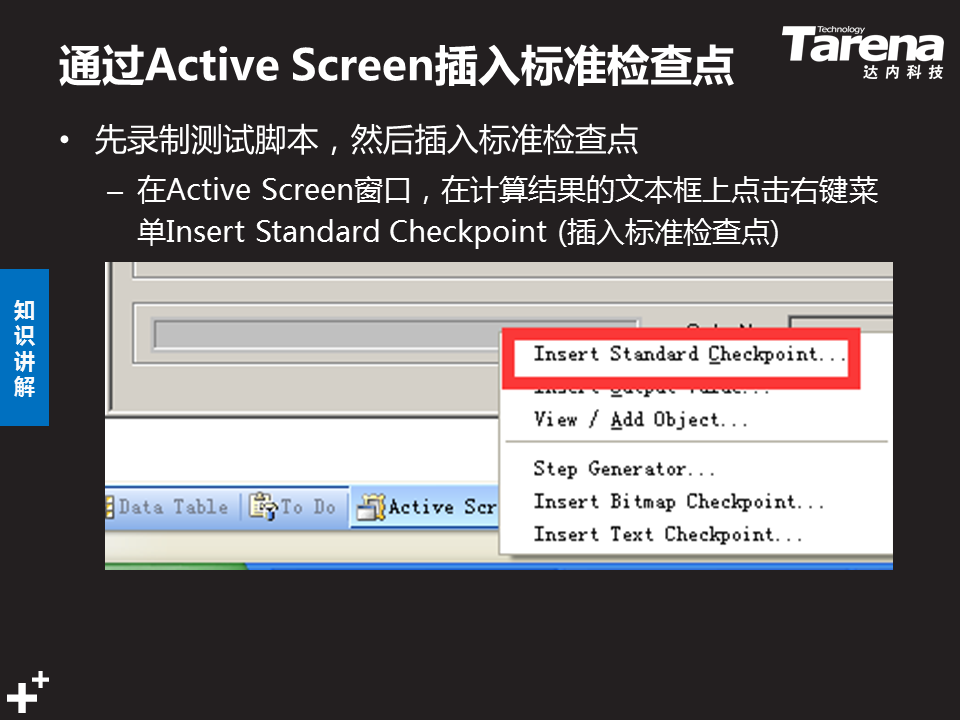 通过Active Screen插入标准检查点
Technology
Tarena
达内科技
• 先录制测试脚本，然后插入标准检查点
– 在Active Screen窗口，在计算结果的文本框上点击右键菜
单Insert Standard Checkpoint (插入标准检查点)
知
识
讲
解
Insert Standard Checkpoint...
Insert Output Value...
View / Add Object...
Step Generator...
Insert Bitmap Checkpoint...
Insert Text Checkpoint...
Data Table
To Do
Active Scr